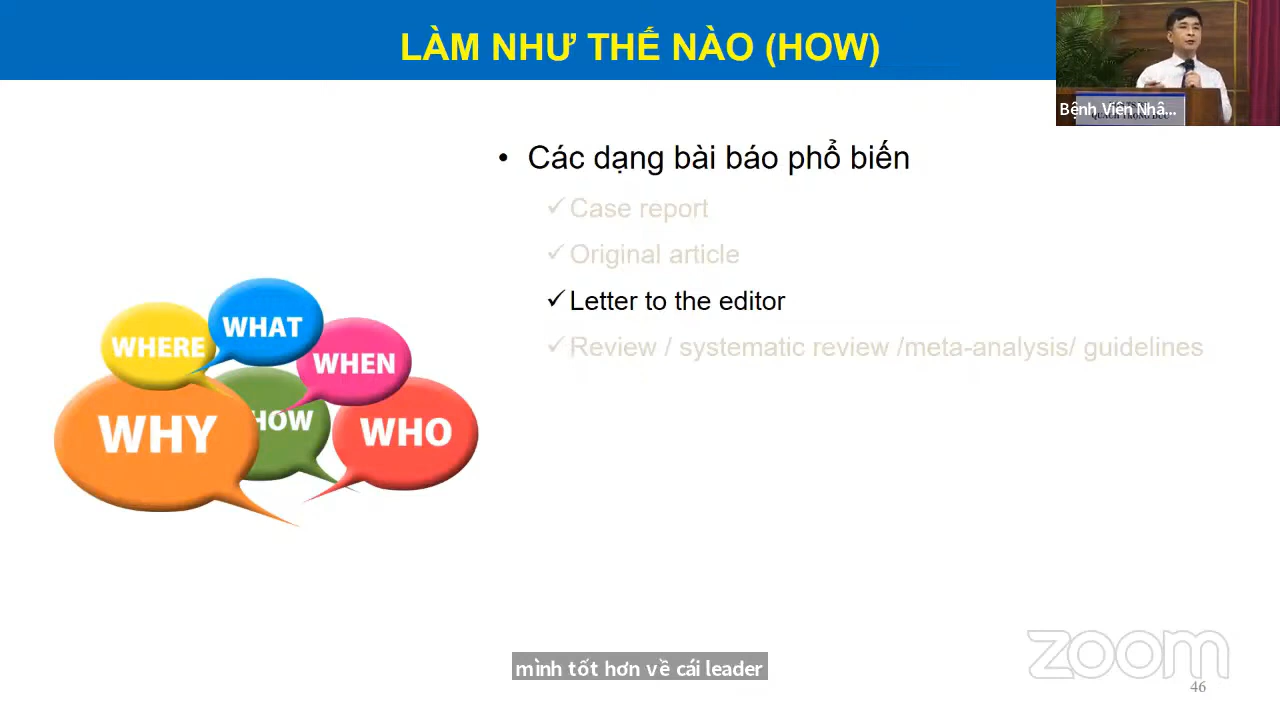 LÀM NHƯ THẾ NÀO (HOW)
Bệnh Viên Nhâ...
• Các dạng bài báo phổ biến
✓Case report
✓Original article
✓Letter to the editor
✓Review / systematic review /meta-analysis/ guidelines
WHERE
WHAT
WHEN
WHY
HOW
WHO
mình tốt hơn về cái leader
zoom
46